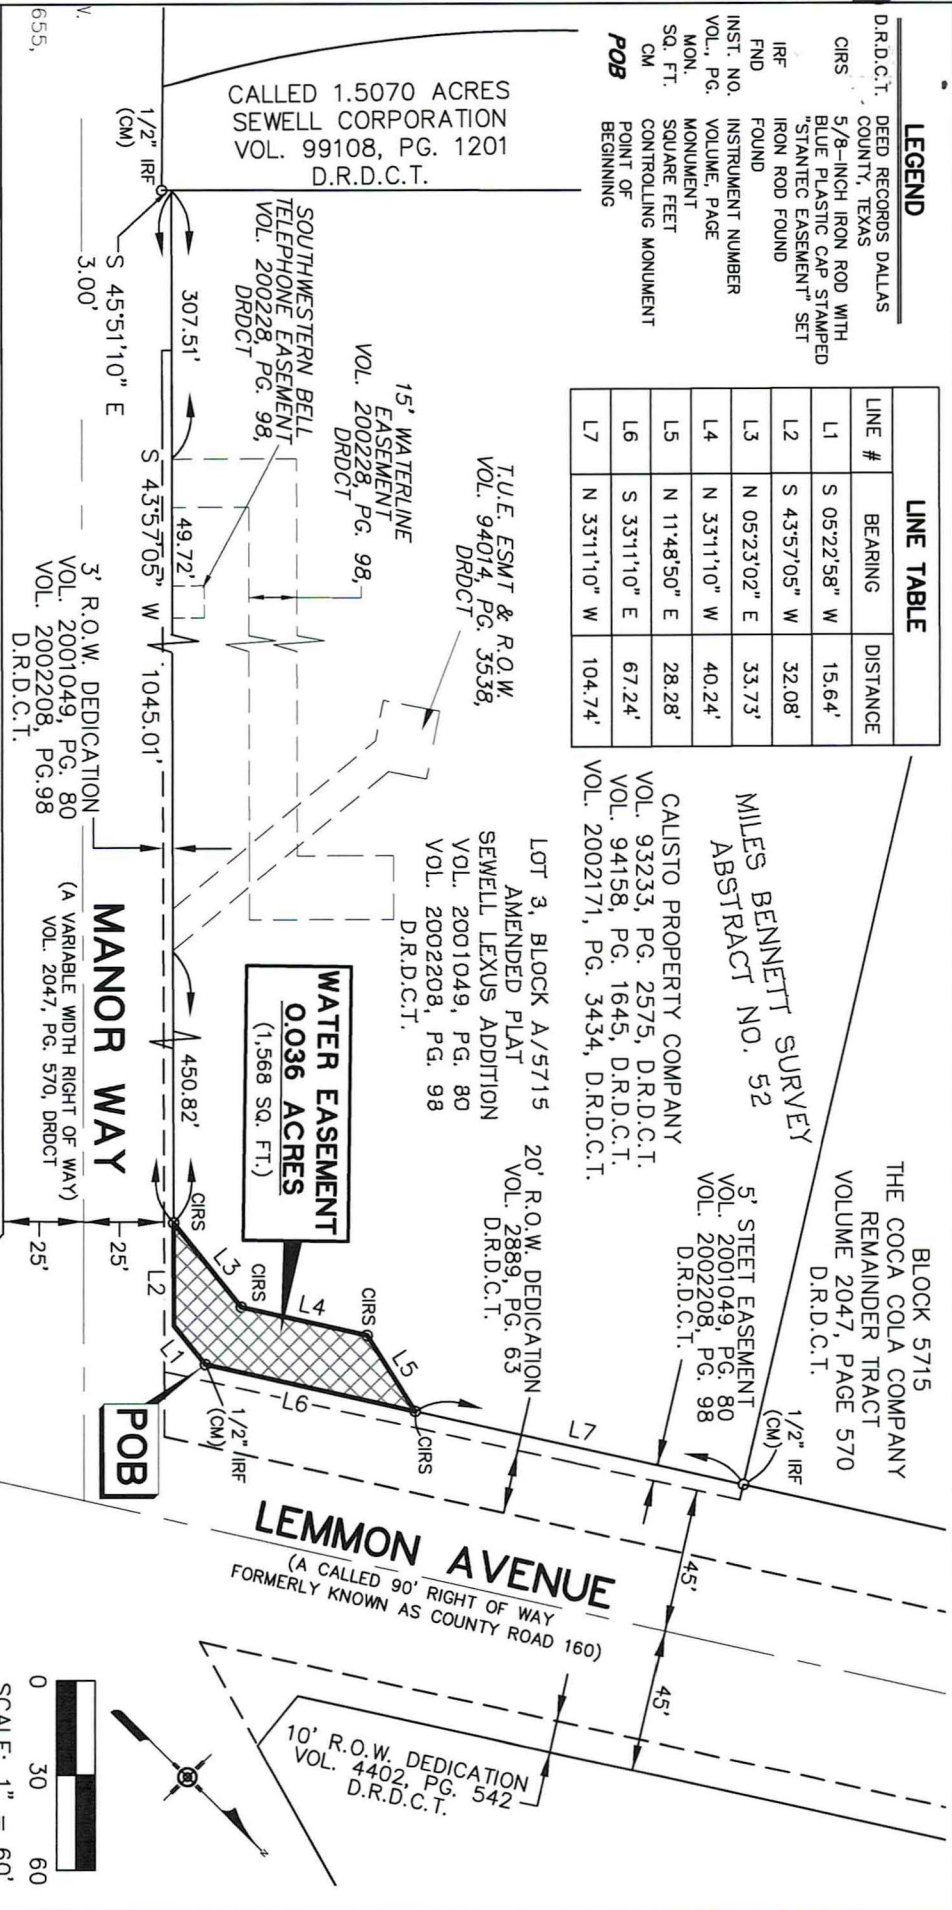 LEGEND
D.R.D.C.T. DEED RECORDS DALLAS
COUNTY, TEXAS
CIRS 5/8-INCH IRON ROD WITH
BLUE PLASTIC CAP STAMPED
"STANTEC EASEMENT" SET
IRF IRON ROD FOUND
FND FOUND
INST. NO. INSTRUMENT NUMBER
VOL., PG. VOLUME, PAGE
MON. MONUMENT
SQ. FT. SQUARE FEET
CM CONTROLLING MONUMENT
POB POINT OF
BEGINNING
LINE TABLE
LINE # BEARING DISTANCE
L1 S 05°22'58" W 15.64'
L2 S 43°57'05" W 32.08'
L3 N 05°23'02" E 33.73'
L4 N 33°11'10" W 40.24'
L5 N 11°48'50" E 28.28'
L6 S 33°11'10" E 67.24'
L7 N 33°11'10" W 104.74'
MILES BENNETT SURVEY
ABSTRACT NO. 52
BLOCK 5715
THE COCA COLA COMPANY
REMAINDER TRACT
VOLUME 2047, PAGE 570
D.R.D.C.T.
CALLED 1.5070 ACRES
SEWELL CORPORATION
VOL. 99108, PG. 1201
D.R.D.C.T.
CALISTO PROPERTY COMPANY
VOL. 93233, PG. 2575, D.R.D.C.T.
VOL. 94158, PG. 1645, D.R.D.C.T.
VOL. 2002171, PG. 3434, D.R.D.C.T.
5' STEET EASEMENT
VOL. 2001049, PG. 80
VOL. 2002208, PG. 98
D.R.D.C.T.
1/2" IRF
(CM)
T.U.E. ESMT & R.O.W.
VOL. 94014, PG. 3538,
DRDCT
LOT 3, BLOCK A/5715
AMENDED PLAT
SEWELL LEXUS ADDITION
VOL. 2001049, PG. 80
VOL. 2002208, PG. 98
D.R.D.C.T.
20' R.O.W. DEDICATION
VOL. 2889, PG. 63
D.R.D.C.T.
15' WATERLINE
EASEMENT
VOL. 200228, PG. 98,
DRDCT
SOUTHWESTERN BELL
TELEPHONE EASEMENT
VOL. 200228, PG. 98,
DRDCT
WATER EASEMENT
0.036 ACRES
(1,568 SQ. FT.)
1/2" IRF
(CM)
307.51'
49.72'
450.82'
S 43°57'05" W 1045.01'
S 45°51'10" E
3.00'
CIRS
CIRS
CIRS
CIRS
L1
L2
L3
L4
L5
L6
L7
1/2" IRF
(CM)
POB
3' R.O.W. DEDICATION
VOL. 2001049, PG. 80
VOL. 2002208, PG.98
D.R.D.C.T.
MANOR WAY
(A VARIABLE WIDTH RIGHT OF WAY)
VOL. 2047, PG. 570, DRDCT
25'
25'
LEMMON AVENUE
(A CALLED 90' RIGHT OF WAY
FORMERLY KNOWN AS COUNTY ROAD 160)
45'
45'
10' R.O.W. DEDICATION
VOL. 4402, PG. 542
D.R.D.C.T.
V.
655,
0 30 60
SCALE: 1" = 60'